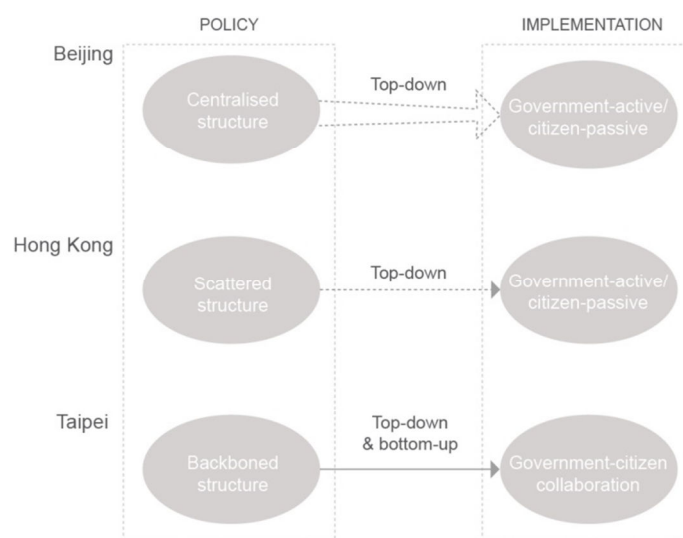 POLICY
IMPLEMENTATION
Beijing
Centralised
structure
Top-down
Government-active/
citizen-passive
Hong Kong
Scattered
structure
Top-down
Government-active/
citizen-passive
Taipei
Backboned
structure
Top-down
& bottom-up
Government-citizen
collaboration